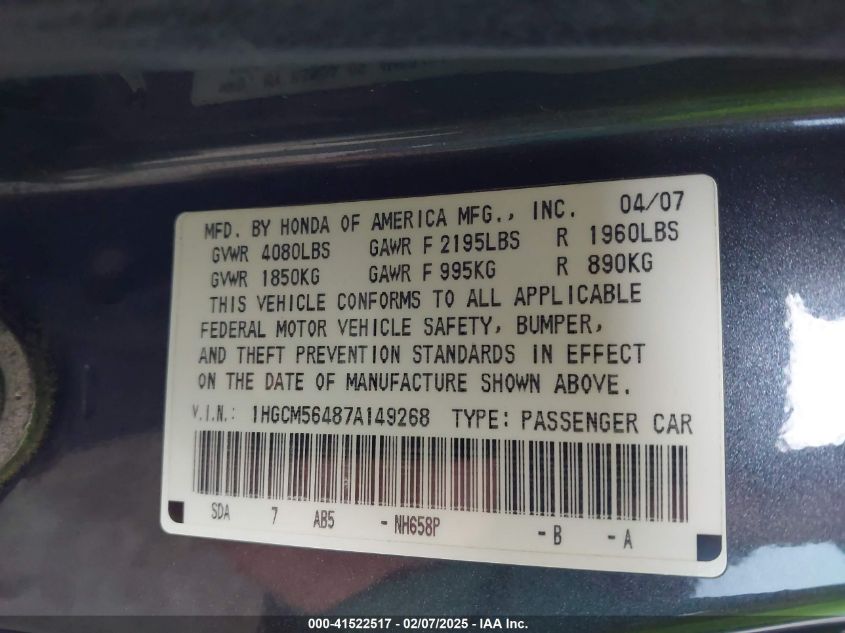 MFD. BY HONDA OF AMERICA MFG., INC. 04/07
GVWR 4080LBS GAWR F 2195LBS R 1960LBS
GVWR 1850KG GAWR F 995KG R 890KG
THIS VEHICLE CONFORMS TO ALL APPLICABLE
FEDERAL MOTOR VEHICLE SAFETY, BUMPER,
AND THEFT PREVENTION STANDARDS IN EFFECT
ON THE DATE OF MANUFACTURE SHOWN ABOVE.
V.I.N.: 1HGCM56487A149268 TYPE: PASSENGER CAR
SDA 7 AB5 - NH658P - B - A
000-41522517 - 02/07/2025 - IAA Inc.